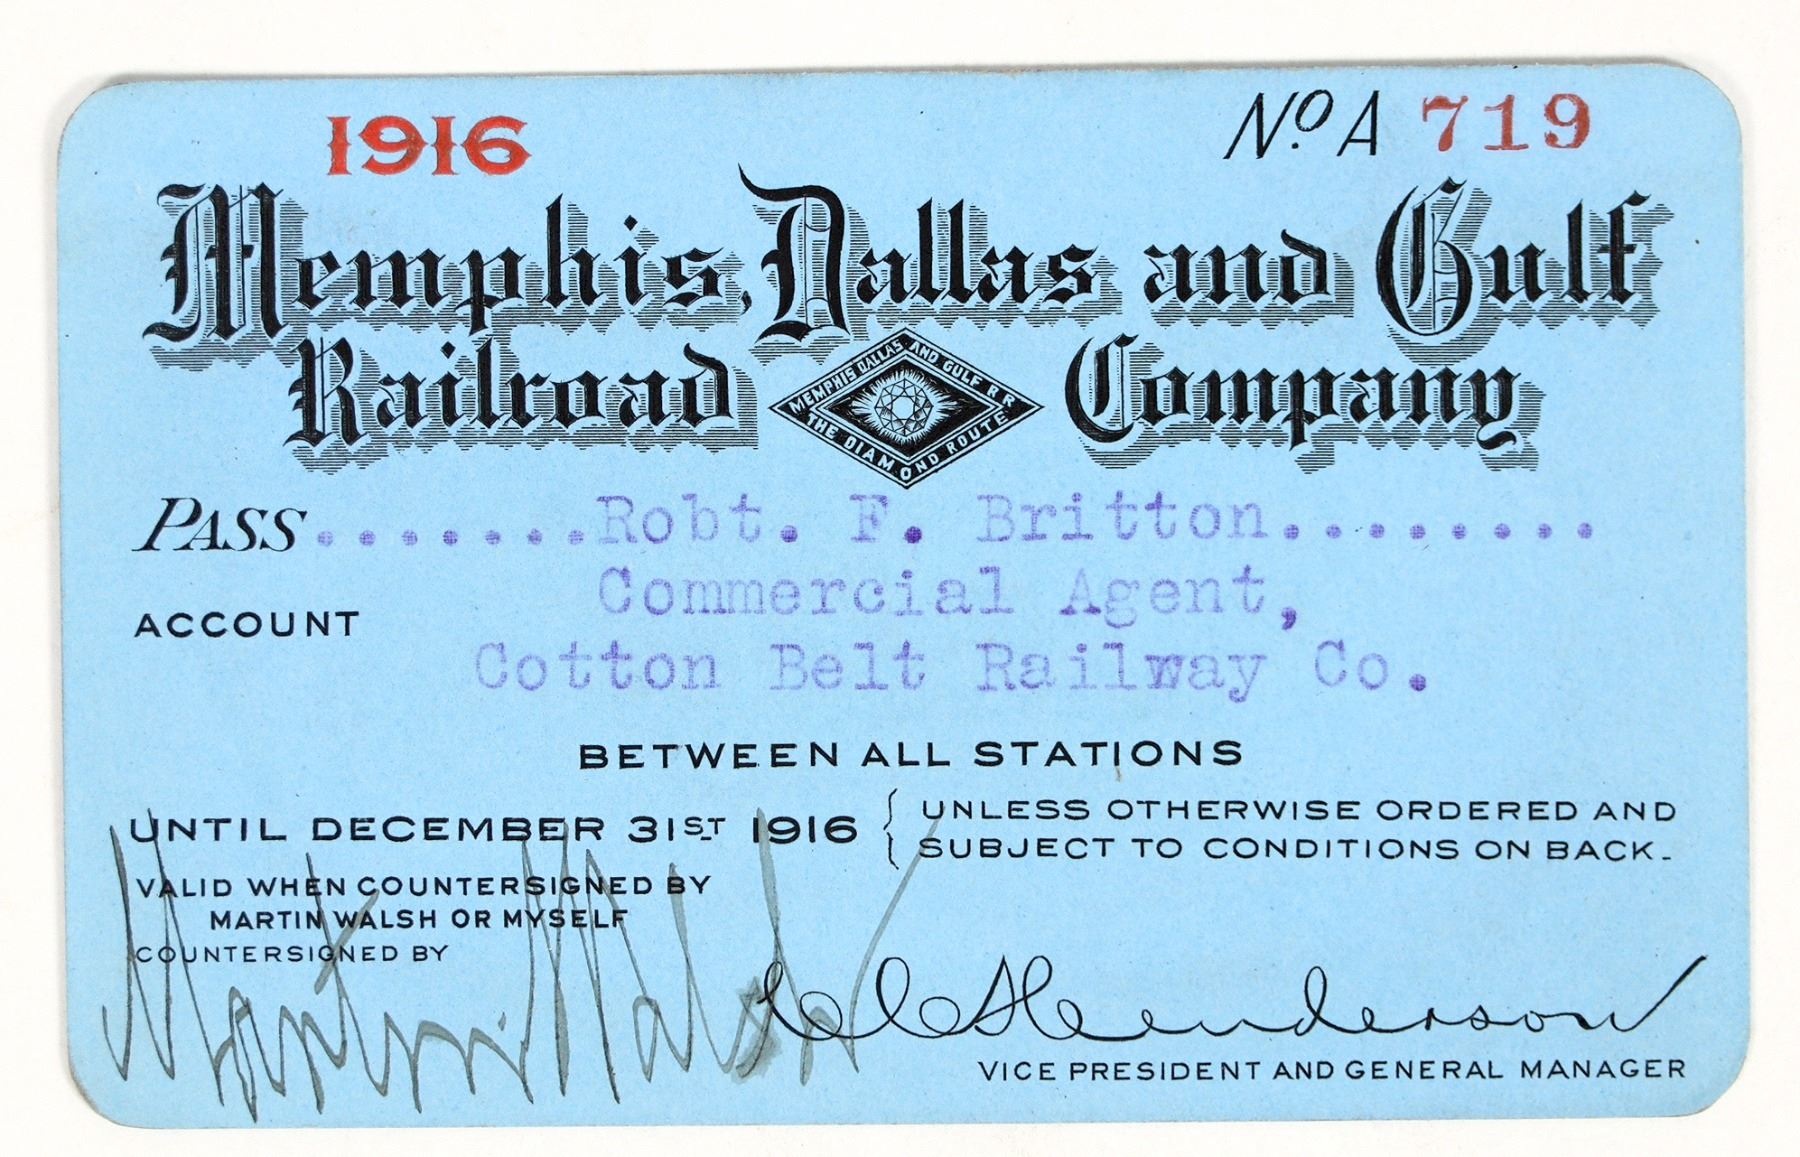 1916
No. A 719
Memphis, Dallas and Gulf
Railroad Company
MEMPHIS DALLAS AND GULF R R
THE DIAMOND ROUTE
PASS........Robt. F. Britton.........
ACCOUNT Commercial Agent,
Cotton Belt Railway Co.
BETWEEN ALL STATIONS
UNTIL DECEMBER 31ST 1916 { UNLESS OTHERWISE ORDERED AND
SUBJECT TO CONDITIONS ON BACK.
VALID WHEN COUNTERSIGNED BY
MARTIN WALSH OR MYSELF
COUNTERSIGNED BY
Martin Walsh
Henderson
VICE PRESIDENT AND GENERAL MANAGER